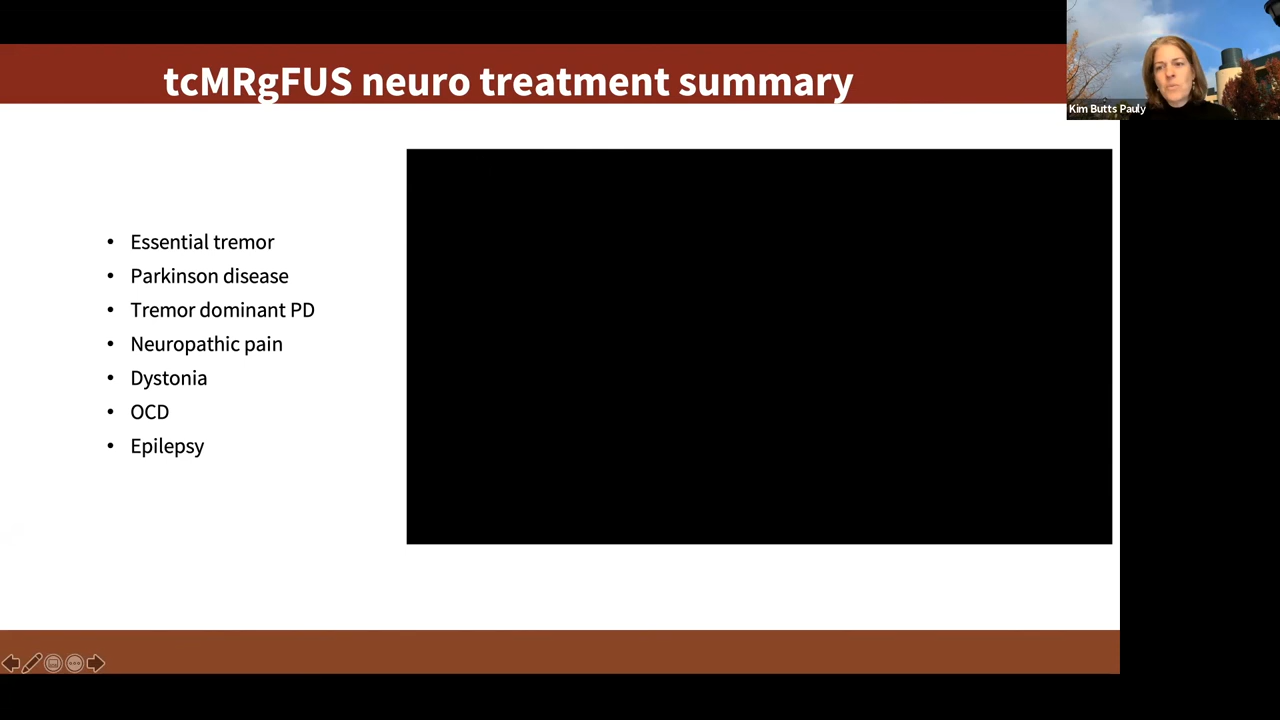 tcMRgFUS neuro treatment summary
Kim Butts Pauly
• Essential tremor
• Parkinson disease
• Tremor dominant PD
• Neuropathic pain
• Dystonia
• OCD
• Epilepsy